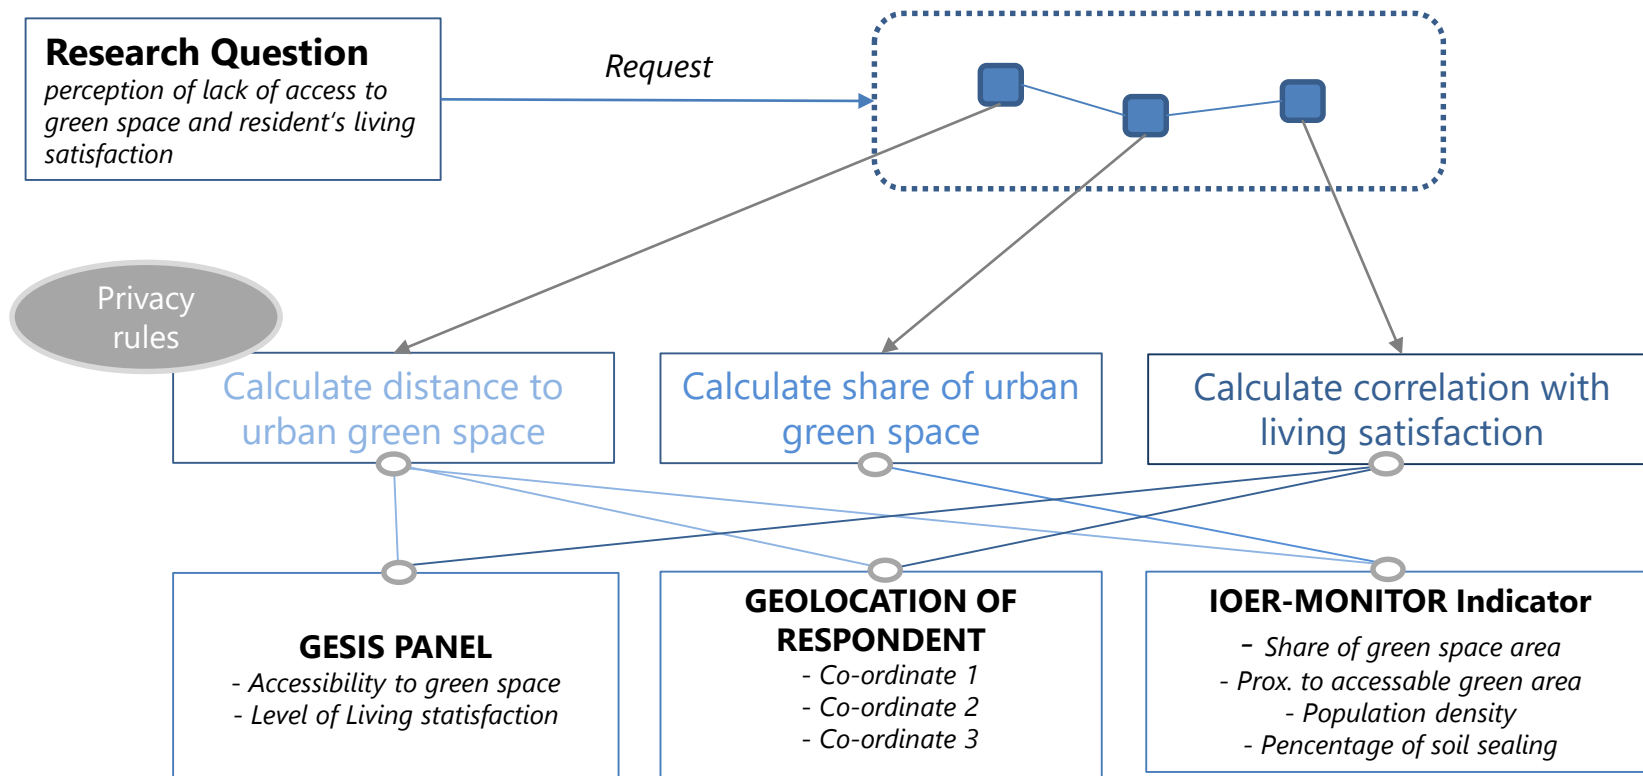 Research Question
perception of lack of access to
green space and resident‘s living
satisfaction
Request
Privacy
rules
Calculate distance to
urban green space
Calculate share of urban
green space
Calculate correlation with
living satisfaction
GESIS PANEL
- Accessibility to green space
- Level of Living statisfaction
GEOLOCATION OF
RESPONDENT
- Co-ordinate 1
- Co-ordinate 2
- Co-ordinate 3
IOER-MONITOR Indicator
- Share of green space area
- Prox. to accessable green area
- Population density
- Pencentage of soil sealing